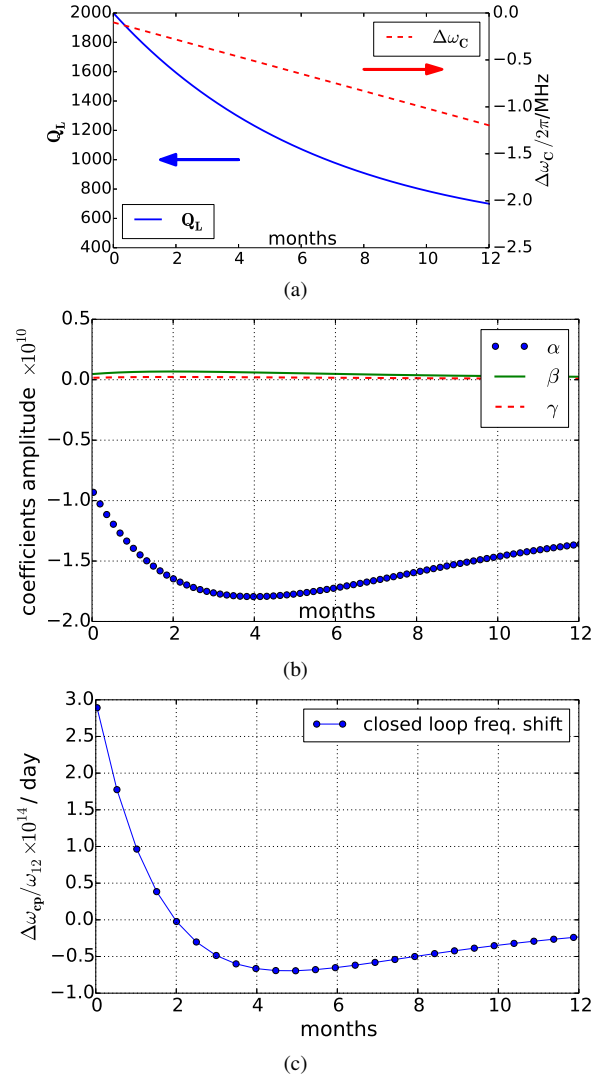 2000
1800
1600
1400
1200
1000
800
600
400
Q_L
0 2 4 6 8 10 12
months
0.0
−0.5
−1.0
−1.5
−2.0
−2.5
Δω_C/2π/MHz
Δω_C
Q_L
(a)
0.5
0.0
−0.5
−1.0
−1.5
−2.0
coefficients amplitude ×10^10
α
β
γ
months
0 2 4 6 8 10 12
(b)
3.0
2.5
2.0
1.5
1.0
0.5
0.0
−0.5
−1.0
Δω_cp/ω_12 ×10^14 / day
closed loop freq. shift
0 2 4 6 8 10 12
months
(c)